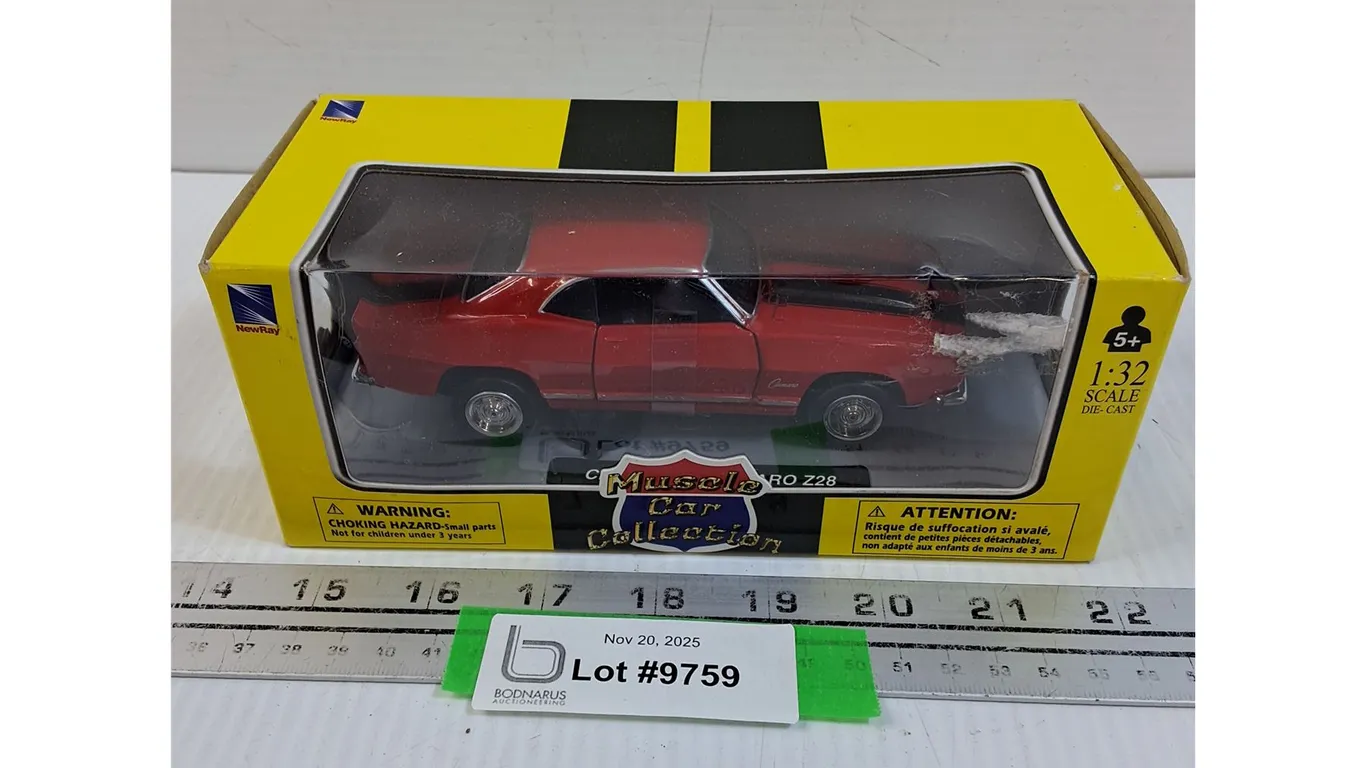 NewRay
NewRay
5+
1:32
SCALE
DIE-CAST
Camaro
ARO Z28
Muscle
Car
Collection
⚠ WARNING:
CHOKING HAZARD-Small parts
Not for children under 3 years
⚠ ATTENTION:
Risque de suffocation si avalé,
contient de petites pièces détachables,
non adapté aux enfants de moins de 3 ans.
14 15 16 17 18 19 20 21 22
36 37 38 39 40 41 50 51 52 53 54 55 56
Nov 20, 2025
b Lot #9759
BODNARUS
AUCTIONEERING